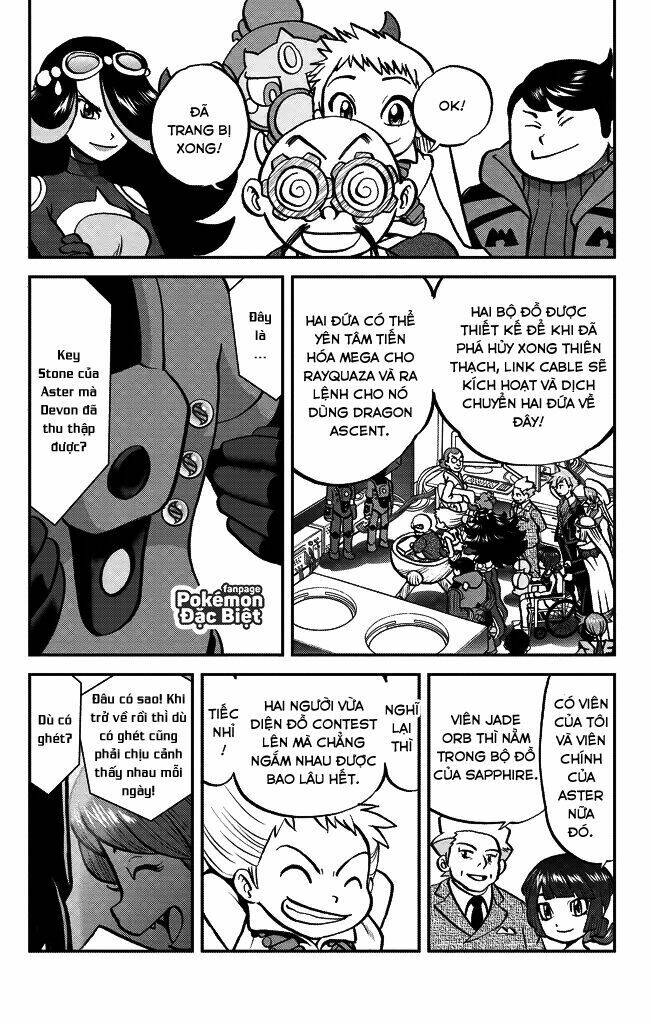 ĐÃ
TRANG BỊ
XONG!
OK!
HAI BỘ ĐỒ ĐƯỢC
THIẾT KẾ ĐỂ KHI ĐÃ
PHÁ HỦY XONG THIÊN
THẠCH, LINK CABLE SẼ
KÍCH HOẠT VÀ DỊCH
CHUYỂN HAI ĐỨA VỀ
ĐÂY!
HAI ĐỨA CÓ THỂ
YÊN TÂM TIẾN
HÓA MEGA CHO
RAYQUAZA VÀ RA
LỆNH CHO NÓ
DÙNG DRAGON
ASCENT.
Đây
là
...
Key
Stone của
Aster mà
Devon đã
thu thập
được?
fanpage
Pokémon
Đặc Biệt
CÓ VIÊN
CỦA TÔI
VÀ VIÊN
CHÍNH
CỦA
ASTER
NỮA
ĐÓ.
VIÊN JADE
ORB THÌ NẰM
TRONG BỘ ĐỒ
CỦA SAPPHIRE.
NGHĨ
LẠI
THÌ
HAI NGƯỜI VỪA
DIỆN ĐỒ CONTEST
LÊN MÀ CHẲNG
NGẮM NHAU ĐƯỢC
BAO LÂU HẾT.
TIẾC
NHỈ
!
Đâu có sao! Khi
trở về rồi thì dù
có ghét cũng
phải chịu cảnh
thấy nhau mỗi
ngày!
Dù có
ghét?